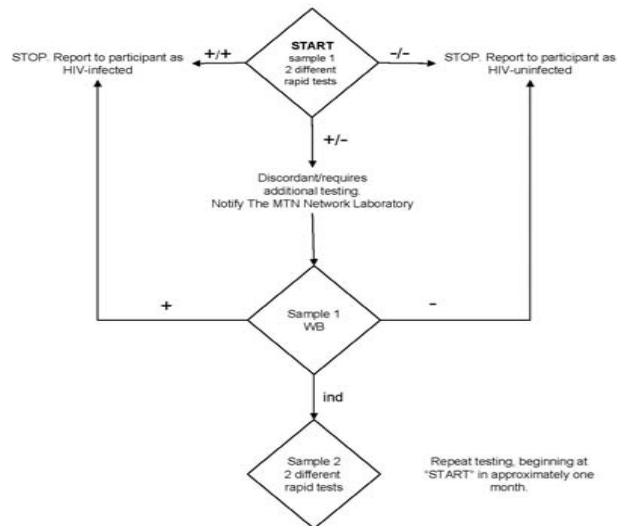 START
sample 1
2 different
rapid tests
+/+
-/-
STOP. Report to participant as
HIV-infected
STOP. Report to participant as
HIV-uninfected
+/-
Discordant/requires
additional testing.
Notify The MTN Network Laboratory
+
Sample 1
WB
-
ind
Sample 2
2 different
rapid tests
Repeat testing, beginning at
"START" in approximately one
month.